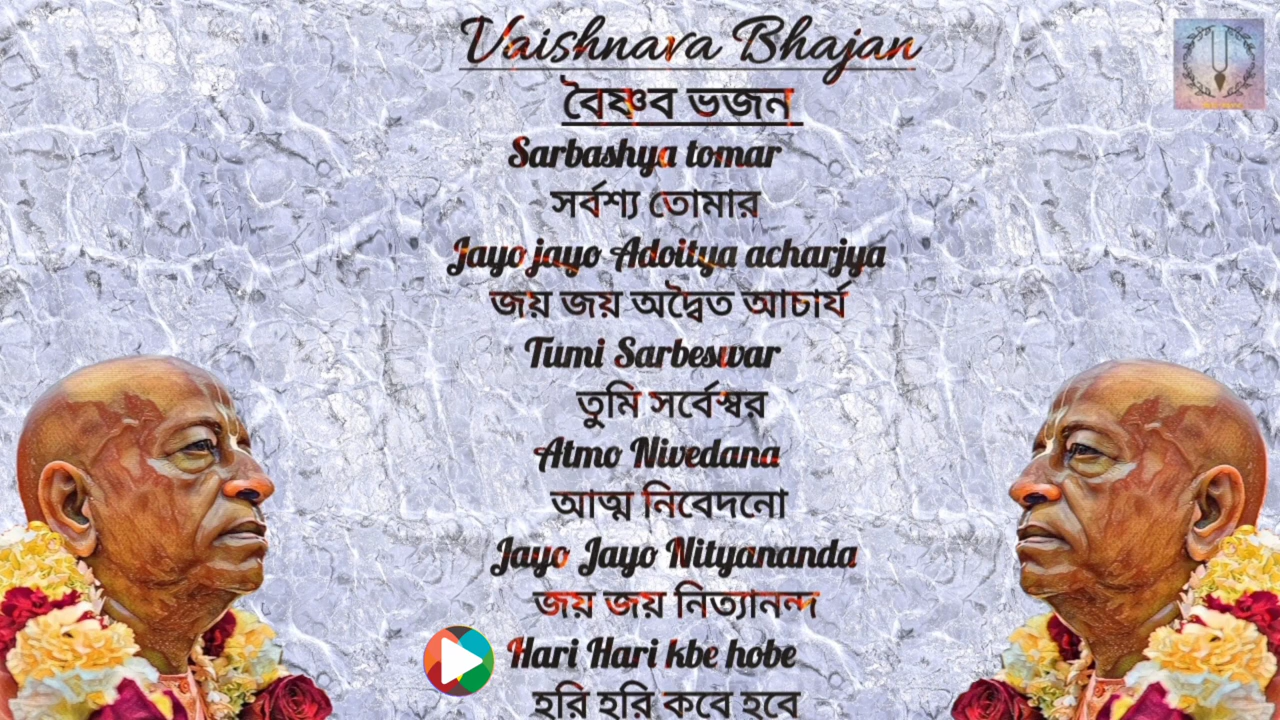 Vaishnava Bhajan
বৈষ্ণব ভজন
Sarbashya tomar
সর্বশ্য তোমার
Jayo jayo Adoitya acharjya
জয় জয় অদ্বৈত আচার্য
Tumi Sarbeswar
তুমি সর্বেস্বর
Atmo Nivedana
আত্ম নিবেদনো
Jayo Jayo Nityananda
জয় জয় নিত্যানন্দ
Hari Hari kbe hobe
হরি হরি কবে হবে